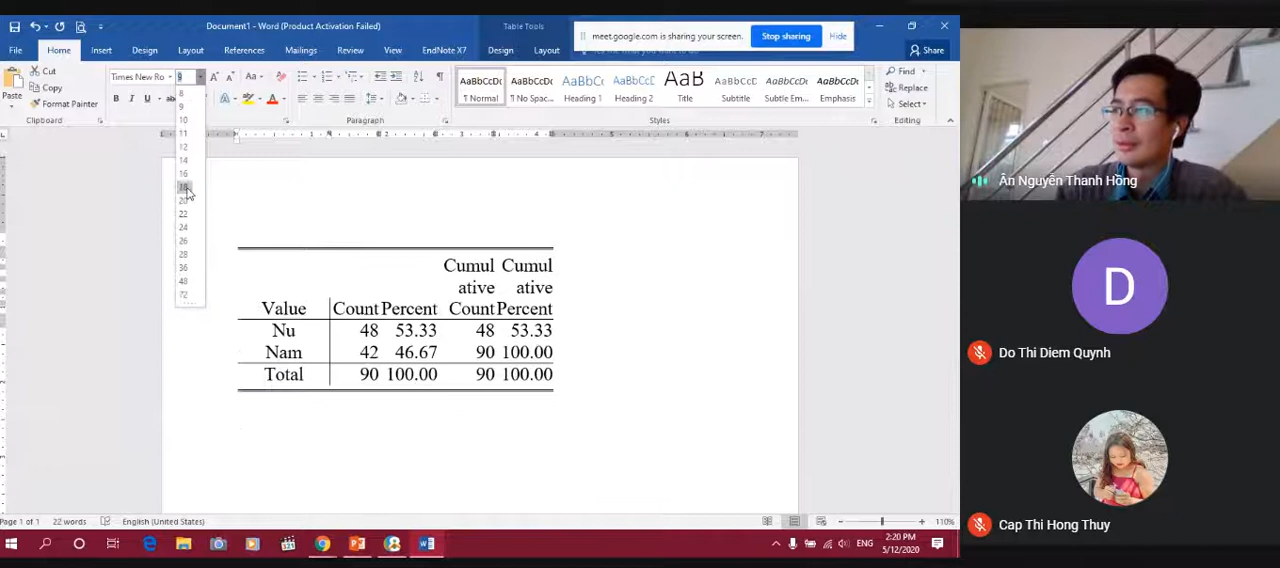 Document1 - Word (Product Activation Failed)
Table Tools
meet.google.com is sharing your screen.
Stop sharing
Hide
File Home Insert Design Layout References Mailings Review View EndNote X7 Design Layout
Share
Paste
Cut
Copy
Format Painter
Clipboard
Times New Ro
9
B I U
Paragraph
AaBbCcDc
¶ Normal
¶ No Spac...
Heading 1
Heading 2
Title
Subtitle
Subtle Em...
Emphasis
Styles
Find
Replace
Select
Editing
8
9
10
11
12
14
16
18
20
22
24
26
28
36
48
72
Cumul Cumul
ative ative
Value Count Percent Count Percent
Nu 48 53.33 48 53.33
Nam 42 46.67 90 100.00
Total 90 100.00 90 100.00
Page 1 of 1 22 words English (United States) 110%
ENG
2:20 PM
5/12/2020
Ân Nguyễn Thanh Hồng
D
Do Thi Diem Quynh
Cap Thi Hong Thuy